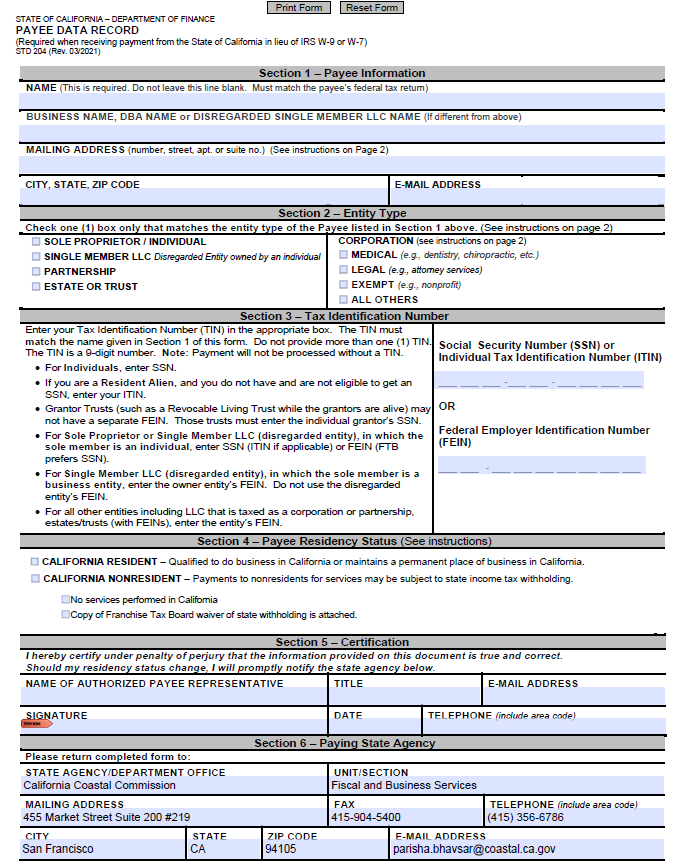 Print Form Reset Form
STATE OF CALIFORNIA – DEPARTMENT OF FINANCE
PAYEE DATA RECORD
(Required when receiving payment from the State of California in lieu of IRS W-9 or W-7)
STD 204 (Rev. 03/2021)
Section 1 – Payee Information
NAME (This is required. Do not leave this line blank. Must match the payee's federal tax return)
BUSINESS NAME, DBA NAME or DISREGARDED SINGLE MEMBER LLC NAME (If different from above)
MAILING ADDRESS (number, street, apt. or suite no.) (See instructions on Page 2)
CITY, STATE, ZIP CODE E-MAIL ADDRESS
Section 2 – Entity Type
Check one (1) box only that matches the entity type of the Payee listed in Section 1 above. (See instructions on page 2)
SOLE PROPRIETOR / INDIVIDUAL
SINGLE MEMBER LLC Disregarded Entity owned by an individual
PARTNERSHIP
ESTATE OR TRUST
CORPORATION (see instructions on page 2)
MEDICAL (e.g., dentistry, chiropractic, etc.)
LEGAL (e.g., attorney services)
EXEMPT (e.g., nonprofit)
ALL OTHERS
Section 3 – Tax Identification Number
Enter your Tax Identification Number (TIN) in the appropriate box. The TIN must
match the name given in Section 1 of this form. Do not provide more than one (1) TIN.
The TIN is a 9-digit number. Note: Payment will not be processed without a TIN.
• For Individuals, enter SSN.
• If you are a Resident Alien, and you do not have and are not eligible to get an
SSN, enter your ITIN.
• Grantor Trusts (such as a Revocable Living Trust while the grantors are alive) may
not have a separate FEIN. Those trusts must enter the individual grantor's SSN.
• For Sole Proprietor or Single Member LLC (disregarded entity), in which the
sole member is an individual, enter SSN (ITIN if applicable) or FEIN (FTB
prefers SSN).
• For Single Member LLC (disregarded entity), in which the sole member is a
business entity, enter the owner entity's FEIN. Do not use the disregarded
entity's FEIN.
• For all other entities including LLC that is taxed as a corporation or partnership,
estates/trusts (with FEINs), enter the entity's FEIN.
Social Security Number (SSN) or
Individual Tax Identification Number (ITIN)
___ ___ ___ -___ ___ -___ ___ ___ ___
OR
Federal Employer Identification Number
(FEIN)
___ ___ - ___ ___ ___ ___ ___ ___ ___
Section 4 – Payee Residency Status (See instructions)
CALIFORNIA RESIDENT – Qualified to do business in California or maintains a permanent place of business in California.
CALIFORNIA NONRESIDENT – Payments to nonresidents for services may be subject to state income tax withholding.
No services performed in California
Copy of Franchise Tax Board waiver of state withholding is attached.
Section 5 – Certification
I hereby certify under penalty of perjury that the information provided on this document is true and correct.
Should my residency status change, I will promptly notify the state agency below.
NAME OF AUTHORIZED PAYEE REPRESENTATIVE TITLE E-MAIL ADDRESS
SIGNATURE DATE TELEPHONE (include area code)
Section 6 – Paying State Agency
Please return completed form to:
STATE AGENCY/DEPARTMENT OFFICE UNIT/SECTION
California Coastal Commission Fiscal and Business Services
MAILING ADDRESS FAX TELEPHONE (include area code)
455 Market Street Suite 200 #219 415-904-5400 (415) 356-6786
CITY STATE ZIP CODE E-MAIL ADDRESS
San Francisco CA 94105 parisha.bhavsar@coastal.ca.gov